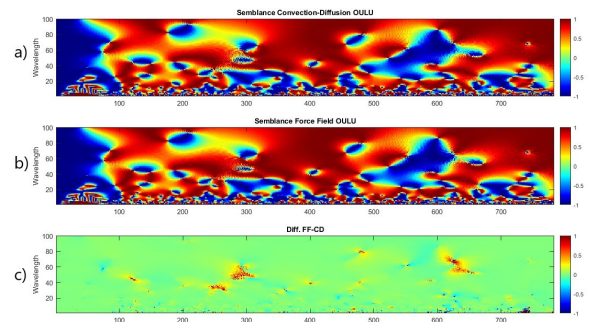 Semblance Convection-Diffusion OULU
a)
Wavelength
100
80
60
40
20
100 200 300 400 500 600 700
1
0.5
0
-0.5
-1
Semblance Force Field OULU
b)
Wavelength
100
80
60
40
20
100 200 300 400 500 600 700
1
0.5
0
-0.5
-1
Diff. FF-CD
c)
Wavelength
100
80
60
40
20
100 200 300 400 500 600 700
1
0.5
0
-0.5
-1